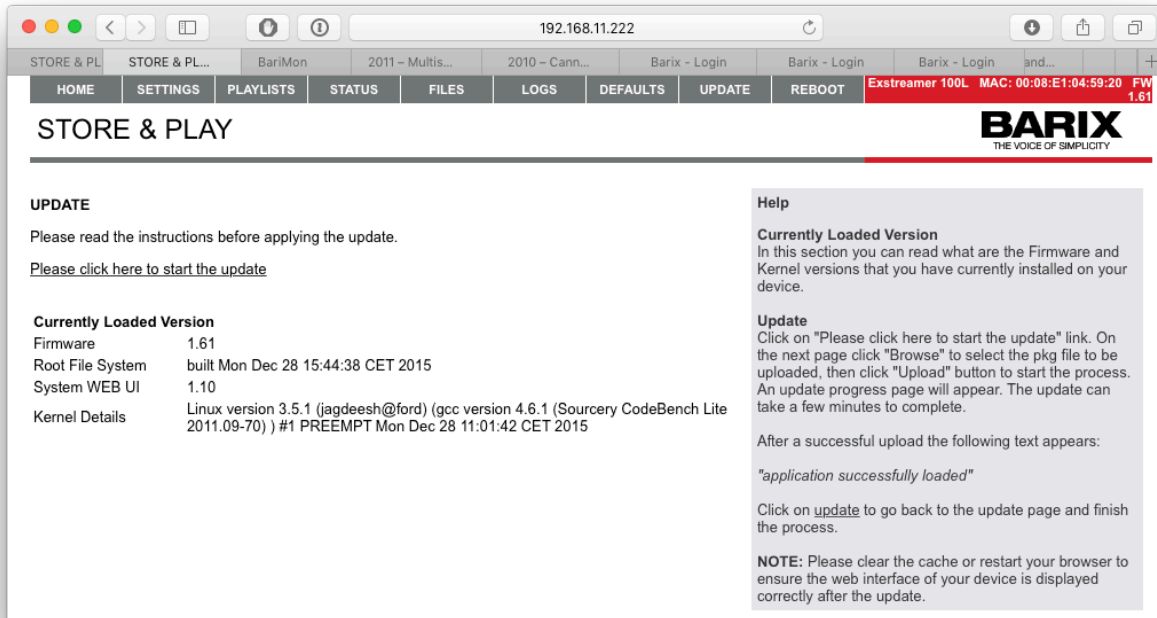 192.168.11.222
STORE & PL
STORE & PL...
BariMon
2011 – Multis...
2010 – Cann...
Barix - Login
Barix - Login
Barix - Login
and...
HOME
SETTINGS
PLAYLISTS
STATUS
FILES
LOGS
DEFAULTS
UPDATE
REBOOT
Exstreamer 100L MAC: 00:08:E1:04:59:20 FW
1.61
STORE & PLAY
BARIX
THE VOICE OF SIMPLICITY
UPDATE
Please read the instructions before applying the update.
Please click here to start the update
Currently Loaded Version
Firmware 1.61
Root File System built Mon Dec 28 15:44:38 CET 2015
System WEB UI 1.10
Kernel Details Linux version 3.5.1 (jagdeesh@ford) (gcc version 4.6.1 (Sourcery CodeBench Lite
2011.09-70) ) #1 PREEMPT Mon Dec 28 11:01:42 CET 2015
Help
Currently Loaded Version
In this section you can read what are the Firmware and
Kernel versions that you have currently installed on your
device.
Update
Click on "Please click here to start the update" link. On
the next page click "Browse" to select the pkg file to be
uploaded, then click "Upload" button to start the process.
An update progress page will appear. The update can
take a few minutes to complete.
After a successful upload the following text appears:
"application successfully loaded"
Click on update to go back to the update page and finish
the process.
NOTE: Please clear the cache or restart your browser to
ensure the web interface of your device is displayed
correctly after the update.